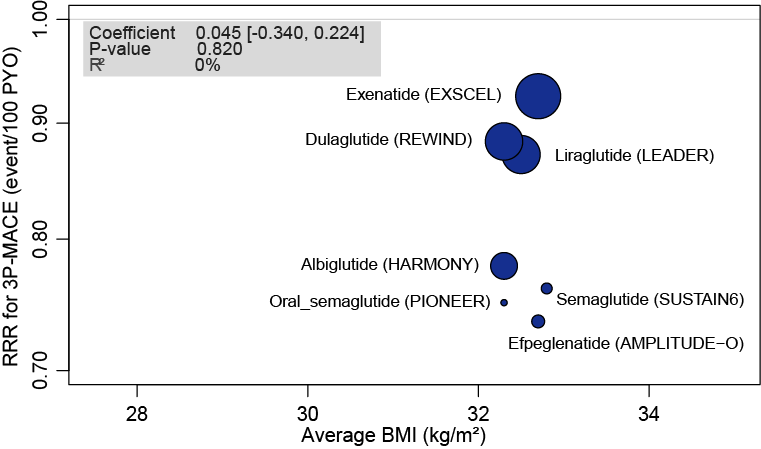 Coefficient 0.045 [-0.340, 0.224]
P-value 0.820
R² 0%
RRR for 3P-MACE (event/100 PYO)
1.00
0.90
0.80
0.70
Exenatide (EXSCEL)
Dulaglutide (REWIND)
Liraglutide (LEADER)
Albiglutide (HARMONY)
Oral_semaglutide (PIONEER)
Semaglutide (SUSTAIN6)
Efpeglenatide (AMPLITUDE−O)
28 30 32 34
Average BMI (kg/m²)